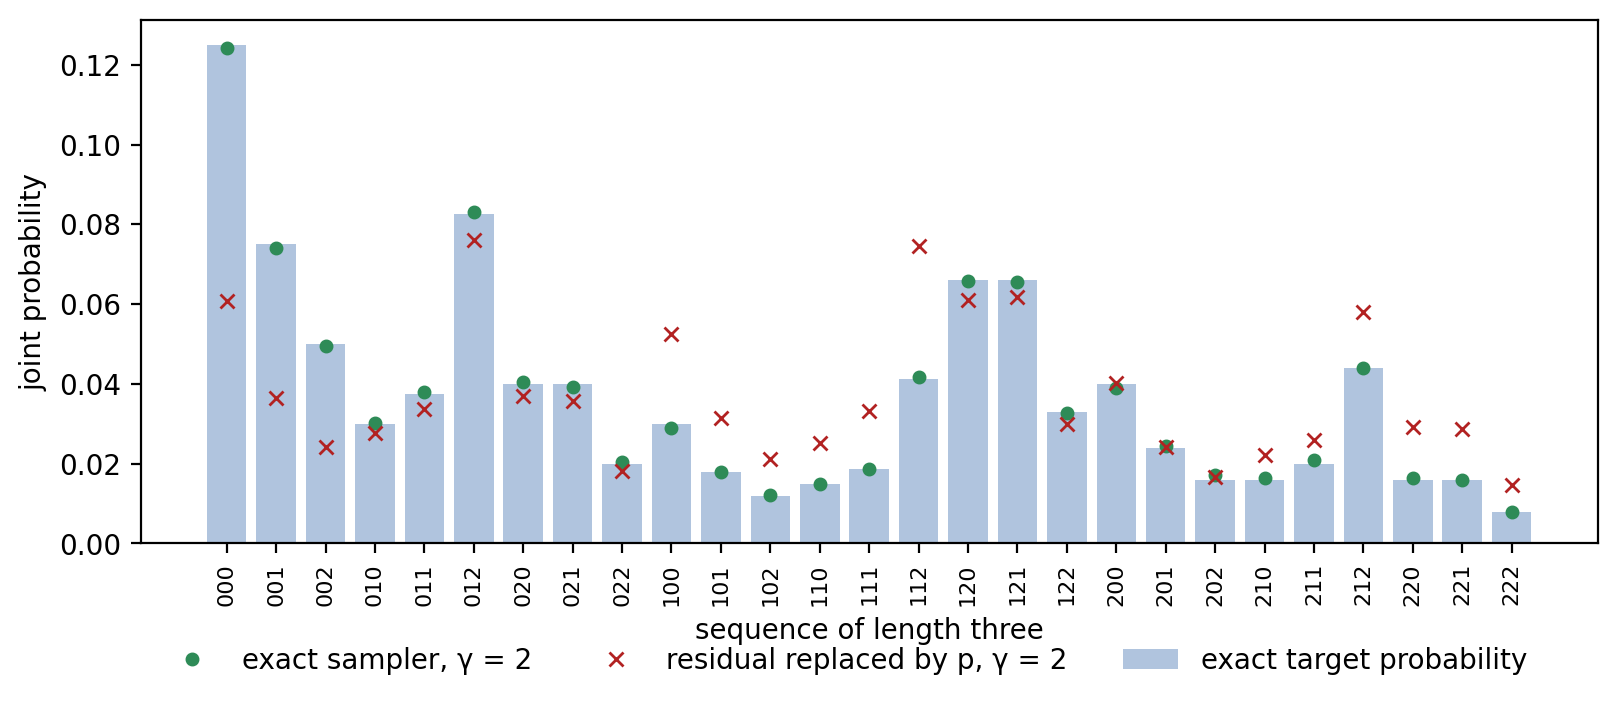 joint probability
0.12
0.10
0.08
0.06
0.04
0.02
0.00
000 001 002 010 011 012 020 021 022 100 101 102 110 111 112 120 121 122 200 201 202 210 211 212 220 221 222
sequence of length three
exact sampler, γ = 2 residual replaced by p, γ = 2 exact target probability